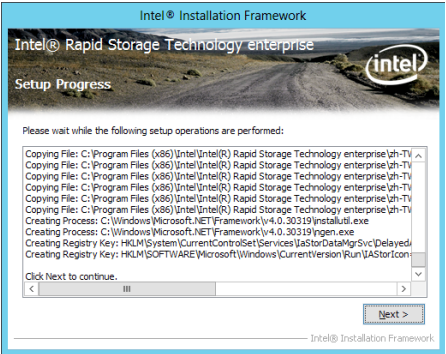 Intel® Installation Framework
Intel® Rapid Storage Technology enterprise
intel
Setup Progress
Please wait while the following setup operations are performed:
Copying File: C:\Program Files (x86)\Intel\Intel(R) Rapid Storage Technology enterprise\zh-TW
Copying File: C:\Program Files (x86)\Intel\Intel(R) Rapid Storage Technology enterprise\zh-TW
Copying File: C:\Program Files (x86)\Intel\Intel(R) Rapid Storage Technology enterprise\zh-TW
Copying File: C:\Program Files (x86)\Intel\Intel(R) Rapid Storage Technology enterprise\zh-TW
Copying File: C:\Program Files (x86)\Intel\Intel(R) Rapid Storage Technology enterprise\zh-TW
Copying File: C:\Program Files (x86)\Intel\Intel(R) Rapid Storage Technology enterprise\zh-TW
Creating Process: C:\Windows\Microsoft.NET\Framework\v4.0.30319\installutil.exe
Creating Process: C:\Windows\Microsoft.NET\Framework\v4.0.30319\ngen.exe
Creating Registry Key: HKLM\System\CurrentControlSet\Services\IaStorDataMgrSvc\DelayedA
Creating Registry Key: HKLM\SOFTWARE\Microsoft\Windows\CurrentVersion\Run\IAStorIcon=
Click Next to continue.
Next >
Intel® Installation Framework